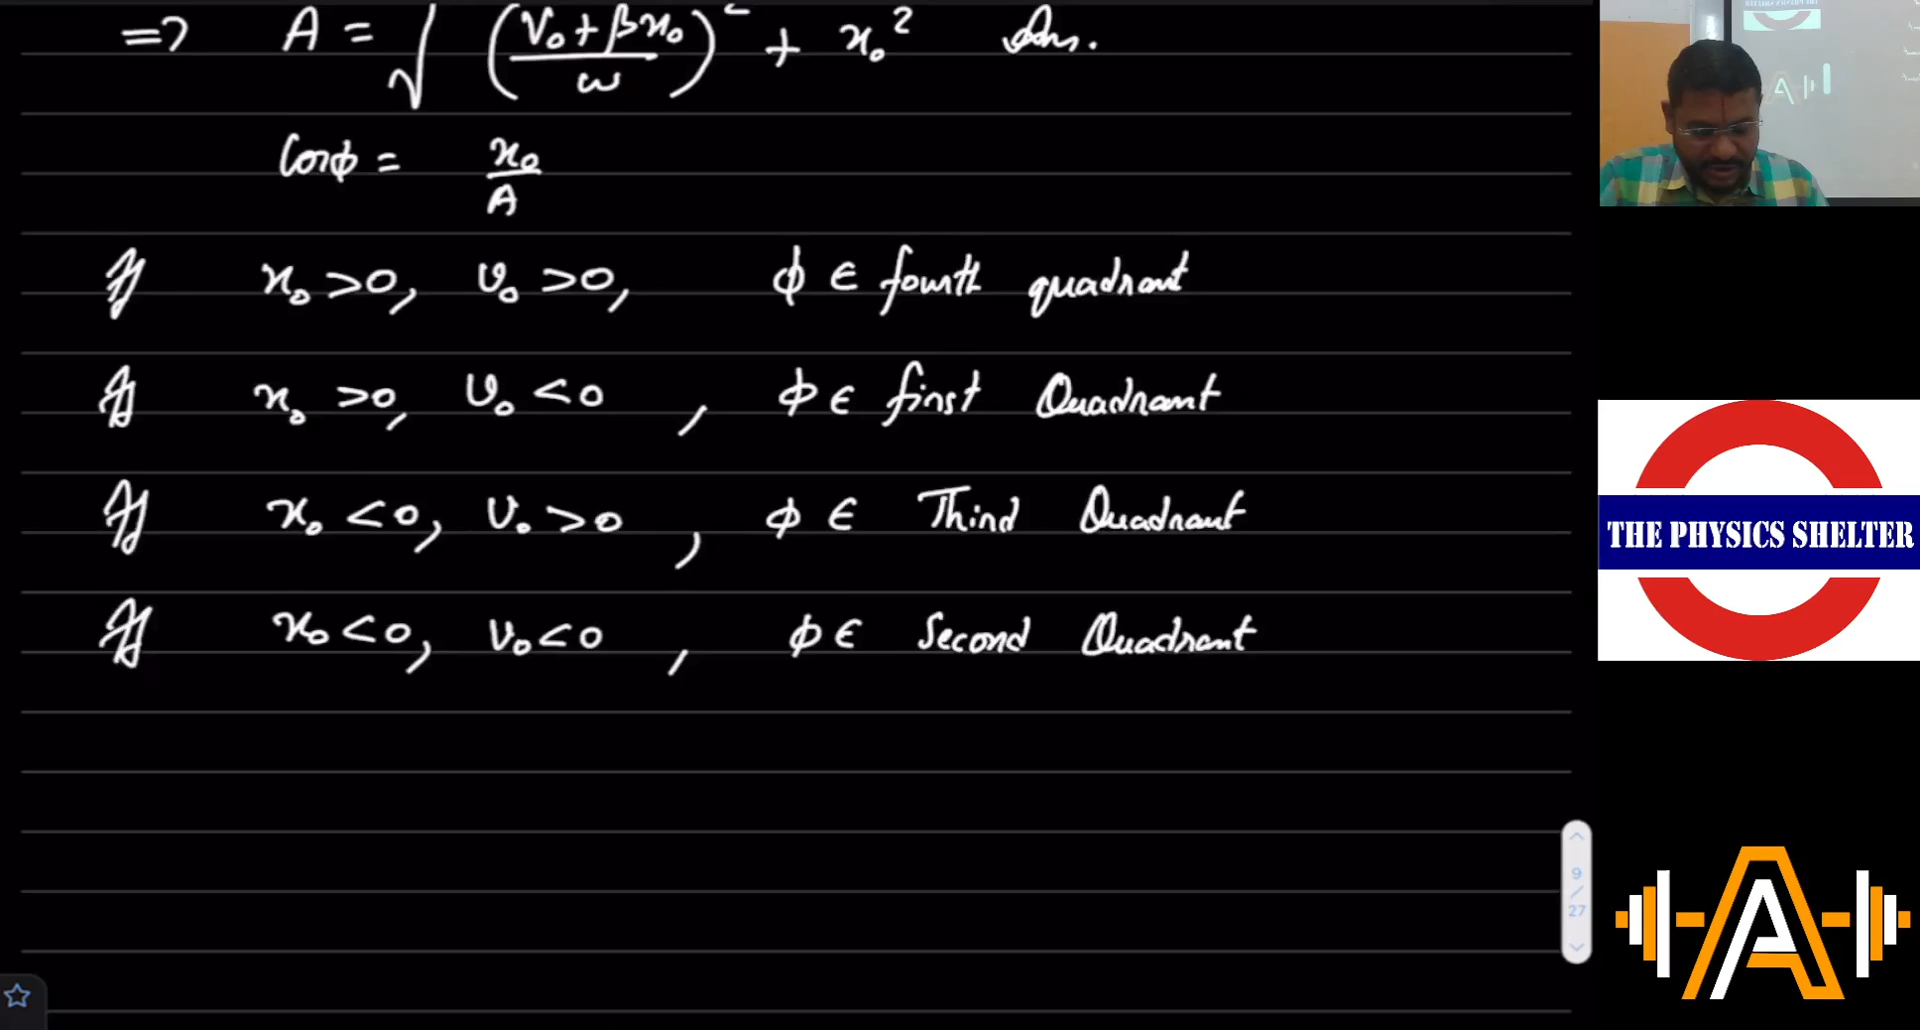 => A = √((V₀+βx₀)/ω)² + x₀² Ans.
Cosϕ = x₀/A
If x₀ >0, v₀ >0, ϕ ∈ fourth quadrant
If x₀ >0, v₀ <0, ϕ ∈ first Quadrant
If x₀ <0, v₀ >0, ϕ ∈ Third Quadrant
If x₀ <0, v₀ <0, ϕ ∈ Second Quadrant
THE PHYSICS SHELTER
9
/
27
A